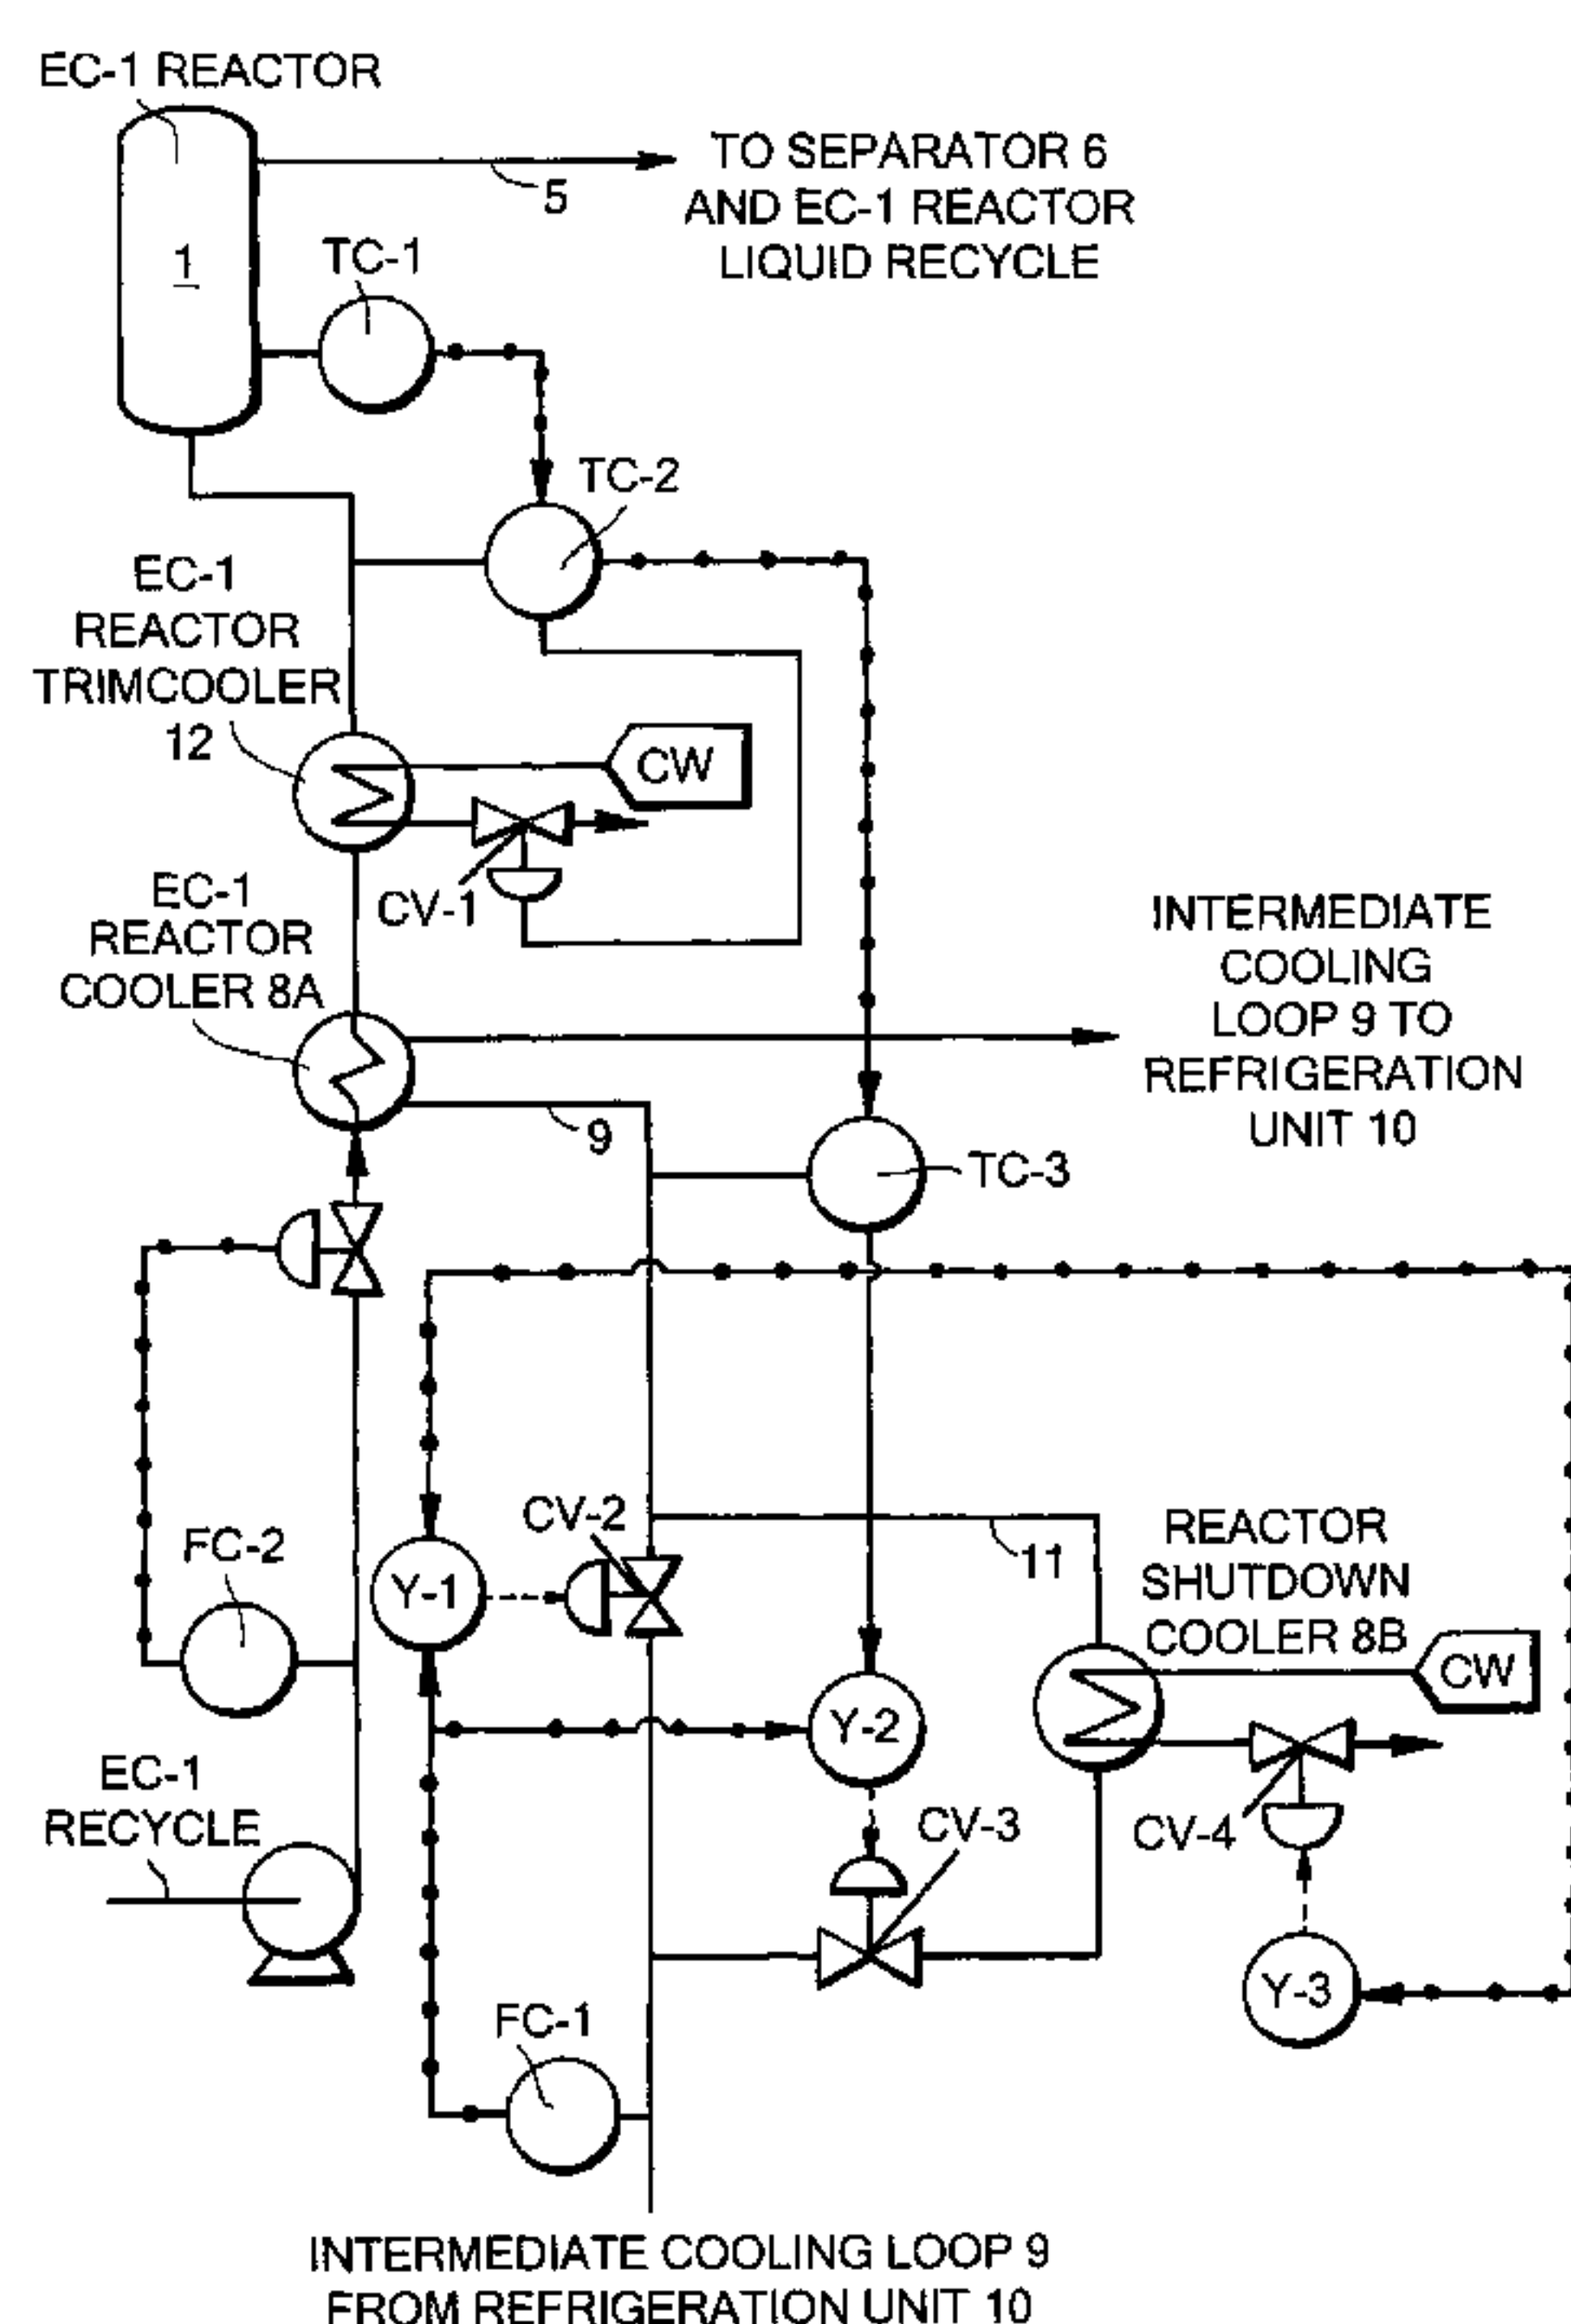 EC-1 REACTOR
TO SEPARATOR 6
AND EC-1 REACTOR
LIQUID RECYCLE
5
1
TC-1
TC-2
EC-1
REACTOR
TRIMCOOLER
12
CW
CV-1
EC-1
REACTOR
COOLER 8A
INTERMEDIATE
COOLING
LOOP 9 TO
REFRIGERATION
UNIT 10
9
TC-3
CV-2
FC-2
Y-1
11
REACTOR
SHUTDOWN
COOLER 8B
CW
Y-2
EC-1
RECYCLE
CV-3
CV-4
Y-3
FC-1
INTERMEDIATE COOLING LOOP 9
FROM REFRIGERATION UNIT 10